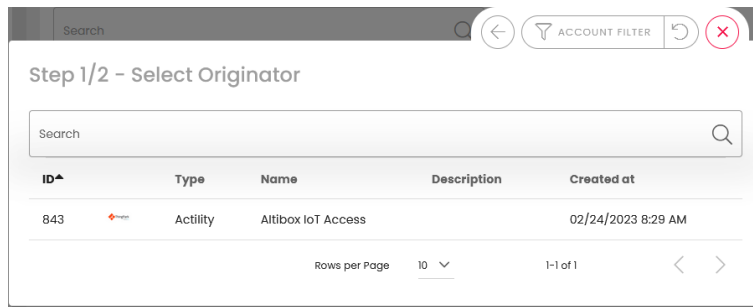 Search
ACCOUNT FILTER
Step 1/2 - Select Originator
Search
ID Type Name Description Created at
843 Actility Altibox IoT Access 02/24/2023 8:29 AM
Rows per Page 10 1-1 of 1